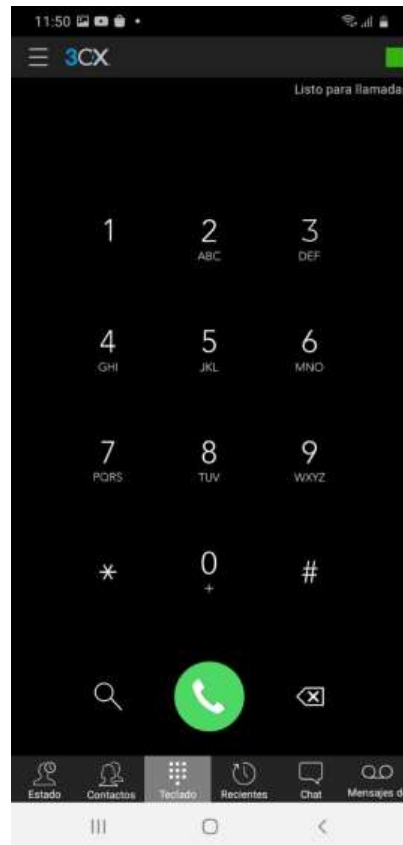 11:50
3CX
Listo para llamada
1 2 3
ABC DEF
4 5 6
GHI JKL MNO
7 8 9
PQRS TUV WXYZ
* 0 #
+
Estado Contactos Teclado Recientes Chat Mensajes d